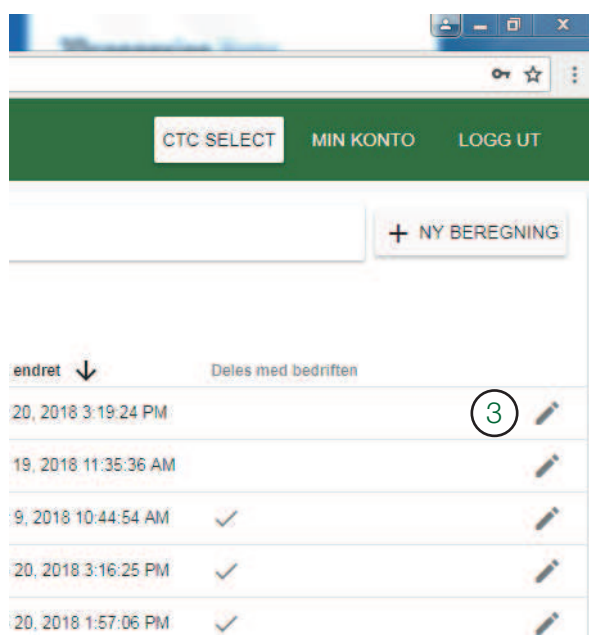 CTC SELECT MIN KONTO LOGG UT
+ NY BEREGNING
endret ↓ Deles med bedriften
20, 2018 3:19:24 PM 3
19, 2018 11:35:36 AM
9, 2018 10:44:54 AM ✓
20, 2018 3:16:25 PM ✓
20, 2018 1:57:06 PM ✓